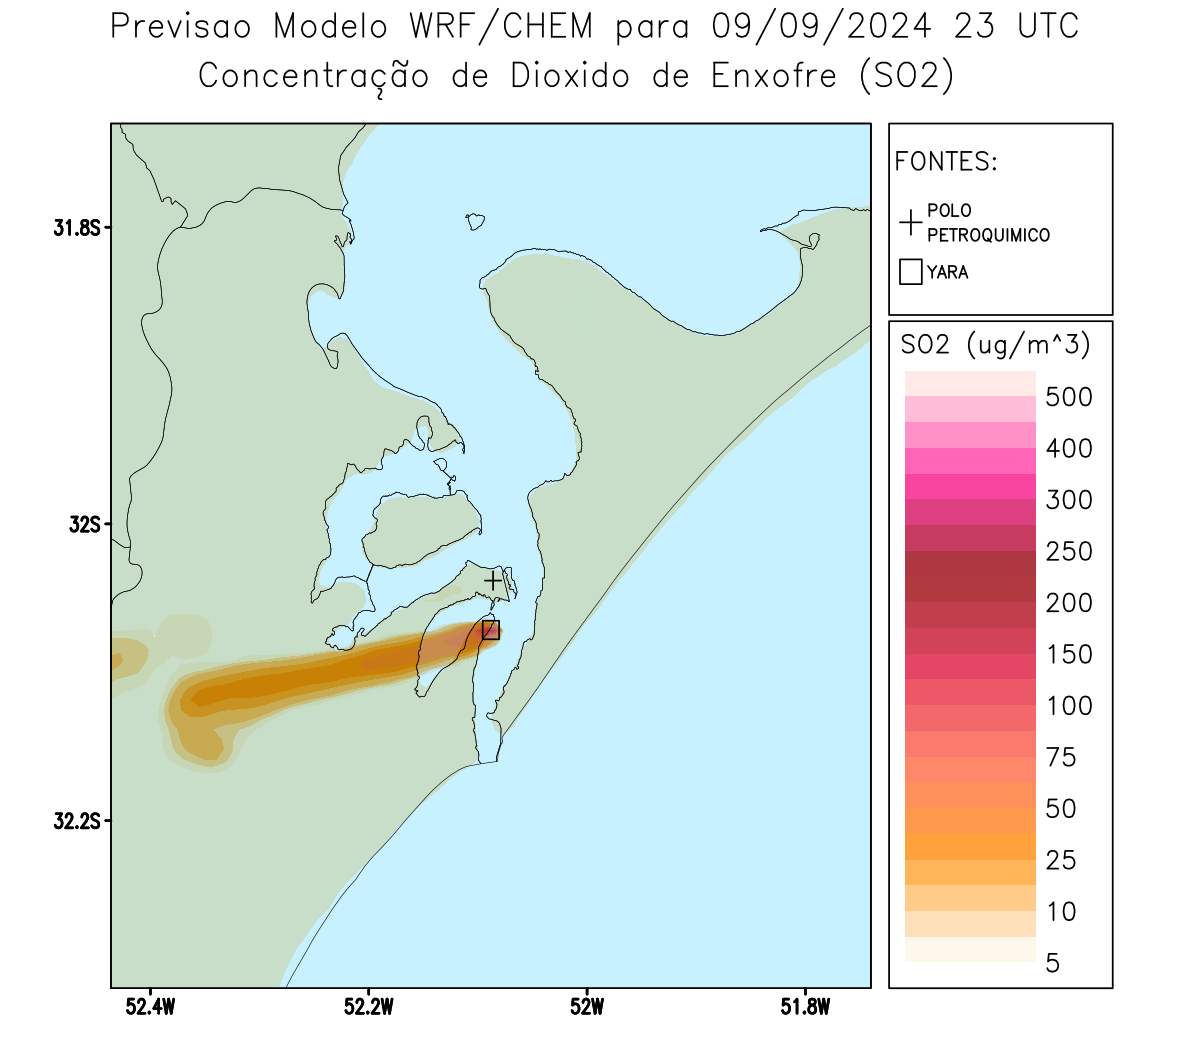 Previsao Modelo WRF/CHEM para 09/09/2024 23 UTC
Concentração de Dioxido de Enxofre (SO2)
31.8S
32S
32.2S
52.4W
52.2W
52W
51.8W
FONTES:
POLO
PETROQUIMICO
YARA
SO2 (ug/m^3)
500
400
300
250
200
150
100
75
50
25
10
5